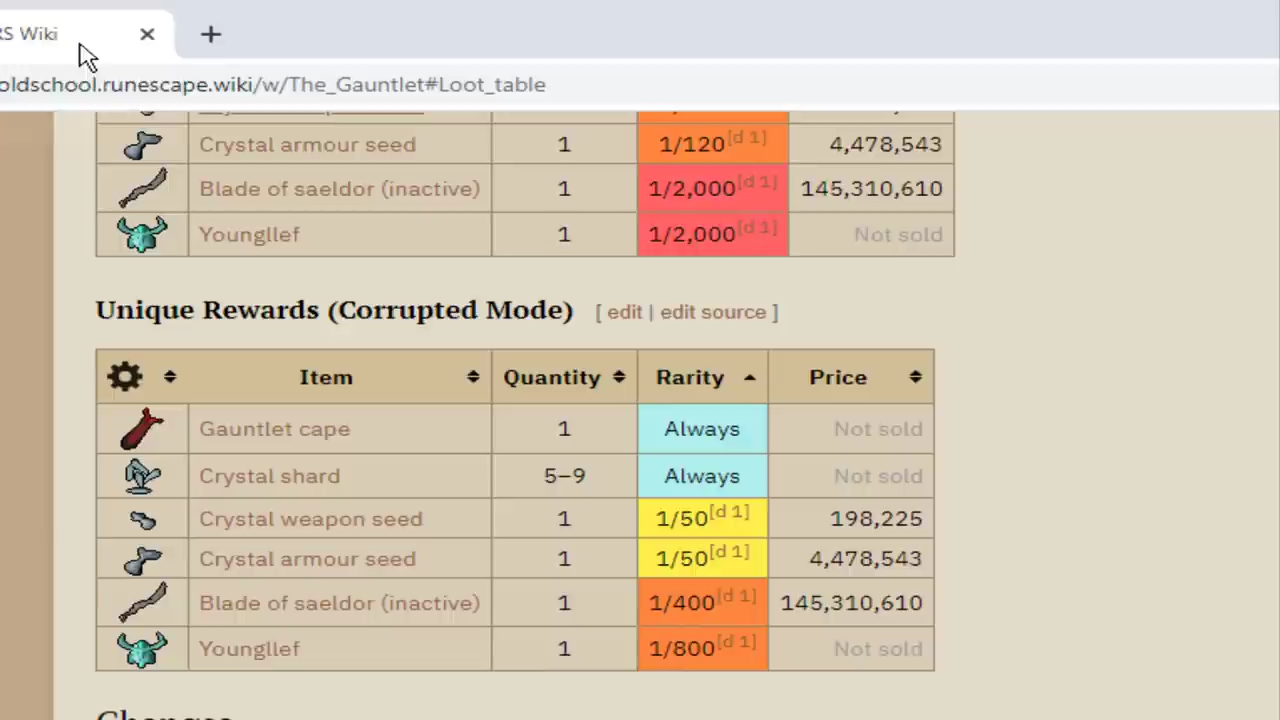 RS Wiki
oldschool.runescape.wiki/w/The_Gauntlet#Loot_table
Crystal armour seed 1 1/120[d 1] 4,478,543
Blade of saeldor (inactive) 1 1/2,000[d 1] 145,310,610
Youngllef 1 1/2,000[d 1] Not sold
Unique Rewards (Corrupted Mode) [ edit | edit source ]
Item Quantity Rarity Price
Gauntlet cape 1 Always Not sold
Crystal shard 5–9 Always Not sold
Crystal weapon seed 1 1/50[d 1] 198,225
Crystal armour seed 1 1/50[d 1] 4,478,543
Blade of saeldor (inactive) 1 1/400[d 1] 145,310,610
Youngllef 1 1/800[d 1] Not sold
Changes